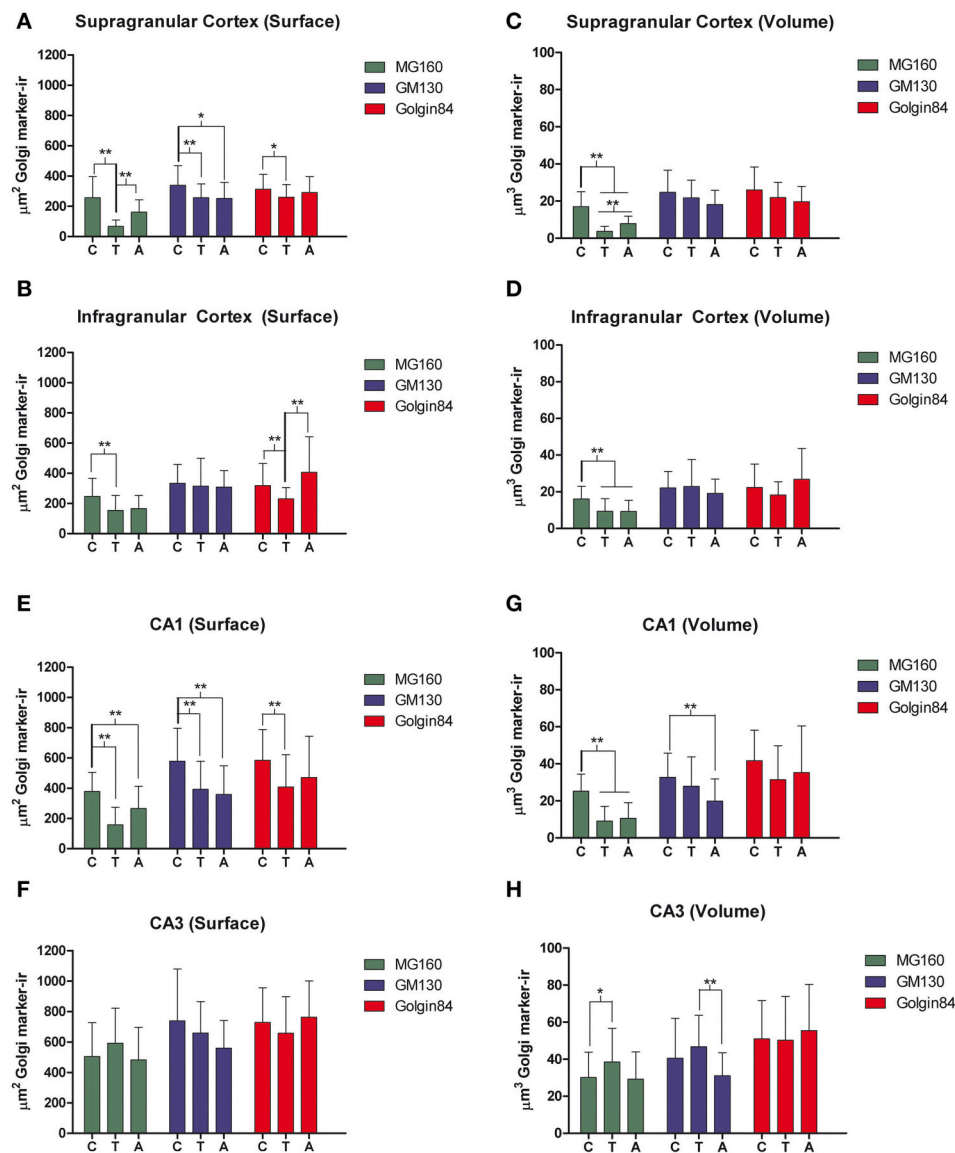 A
Supragranular Cortex (Surface)
1200
1000
800
600
400
200
0
μm² Golgi marker-ir
** ** ** * *
C T A C T A C T A
MG160
GM130
Golgin84
C
Supragranular Cortex (Volume)
100
80
60
40
20
0
μm³ Golgi marker-ir
** **
C T A C T A C T A
MG160
GM130
Golgin84
B
Infragranular Cortex (Surface)
1200
1000
800
600
400
200
0
μm² Golgi marker-ir
** ** **
C T A C T A C T A
MG160
GM130
Golgin84
D
Infragranular Cortex (Volume)
100
80
60
40
20
0
μm³ Golgi marker-ir
**
C T A C T A C T A
MG160
GM130
Golgin84
E
CA1 (Surface)
1200
1000
800
600
400
200
0
μm² Golgi marker-ir
** ** ** ** **
C T A C T A C T A
MG160
GM130
Golgin84
G
CA1 (Volume)
100
80
60
40
20
0
μm³ Golgi marker-ir
** **
C T A C T A C T A
MG160
GM130
Golgin84
F
CA3 (Surface)
1200
1000
800
600
400
200
0
μm² Golgi marker-ir
C T A C T A C T A
MG160
GM130
Golgin84
H
CA3 (Volume)
100
80
60
40
20
0
μm³ Golgi marker-ir
* **
C T A C T A C T A
MG160
GM130
Golgin84